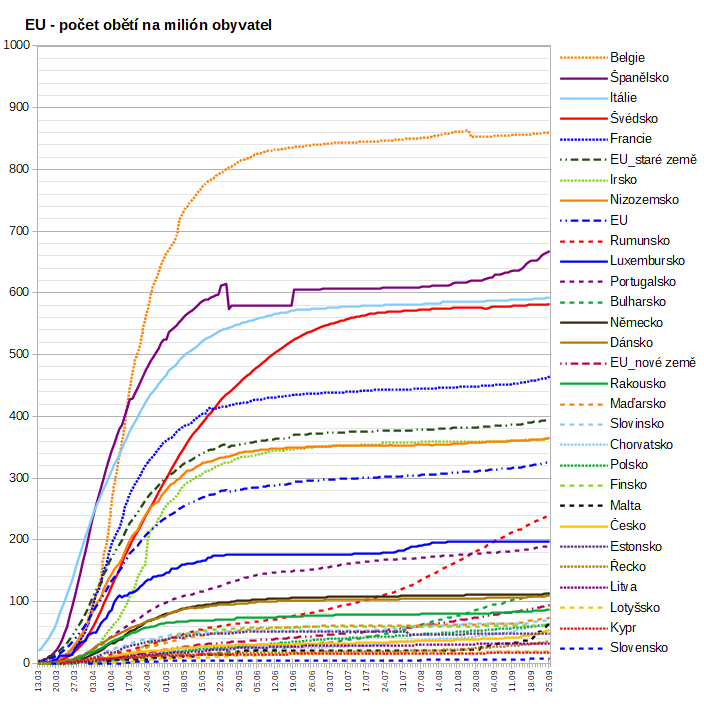 EU - počet obětí na milión obyvatel
1000
900
800
700
600
500
400
300
200
100
0
13.03
20.03
27.03
03.04
10.04
17.04
24.04
01.05
08.05
15.05
22.05
29.05
05.06
12.06
19.06
26.06
03.07
10.07
17.07
24.07
31.07
07.08
14.08
21.08
28.08
04.09
11.09
18.09
25.09
Belgie
Španělsko
Itálie
Švédsko
Francie
EU_staré země
Irsko
Nizozemsko
EU
Rumunsko
Luxembursko
Portugalsko
Bulharsko
Německo
Dánsko
EU_nové země
Rakousko
Maďarsko
Slovinsko
Chorvatsko
Polsko
Finsko
Malta
Česko
Estonsko
Řecko
Litva
Lotyšsko
Kypr
Slovensko